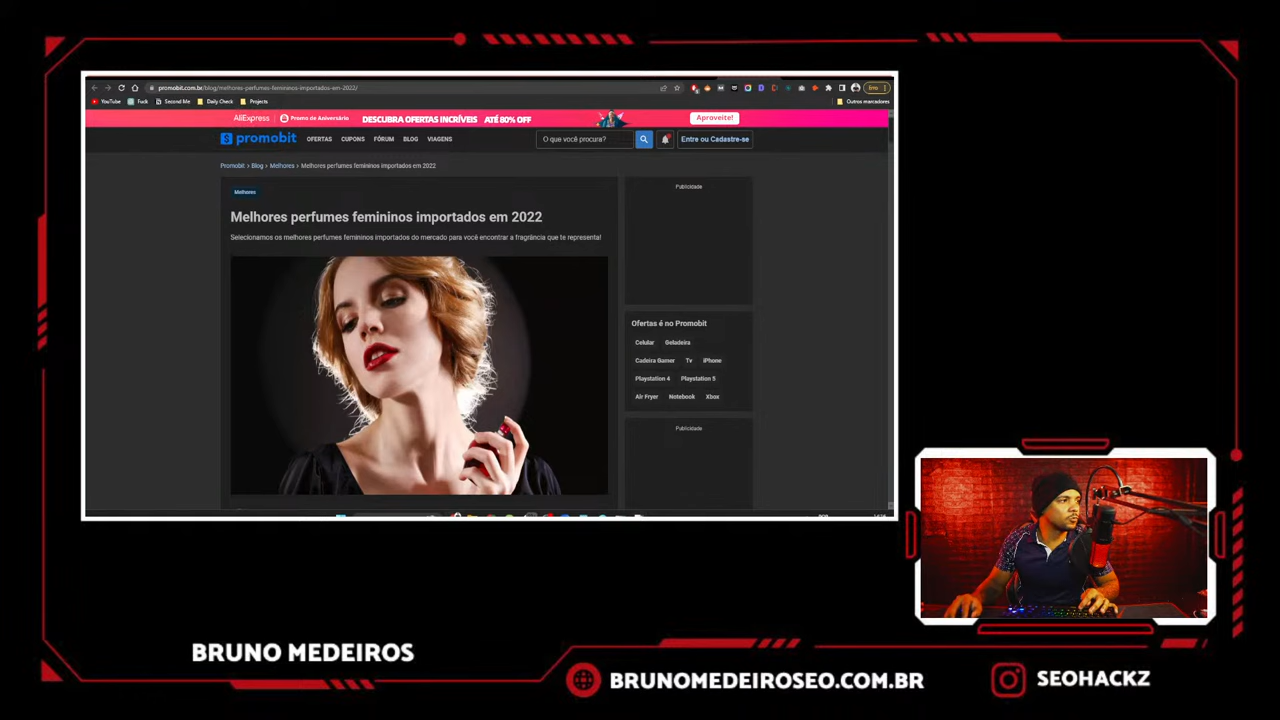 promobit.com.br/blog/melhores-perfumes-femininos-importados-em-2022/
YouTube Fuck Second Me Daily Check Projects Outros marcadores
AliExpress Promo de Aniversário DESCUBRA OFERTAS INCRÍVEIS ATÉ 80% OFF Aproveite!
promobit OFERTAS CUPONS FÓRUM BLOG VIAGENS O que você procura? Entre ou Cadastre-se
Promobit > Blog > Melhores > Melhores perfumes femininos importados em 2022
Melhores
Melhores perfumes femininos importados em 2022
Selecionamos os melhores perfumes femininos importados do mercado para você encontrar a fragrância que te representa!
Publicidade
Ofertas é no Promobit
Celular Geladeira
Cadeira Gamer Tv iPhone
Playstation 4 Playstation 5
Air Fryer Notebook Xbox
Publicidade
BRUNO MEDEIROS
BRUNOMEDEIROSEO.COM.BR
SEOHACKZ